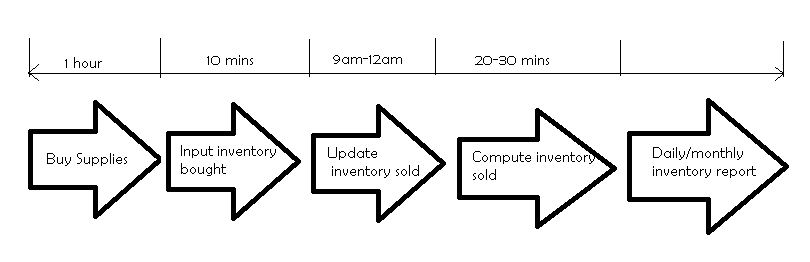 1 hour
10 mins
9am-12am
20-30 mins
Buy Supplies
Input inventory
bought
Update
inventory sold
Compute inventory
sold
Daily/monthly
inventory report